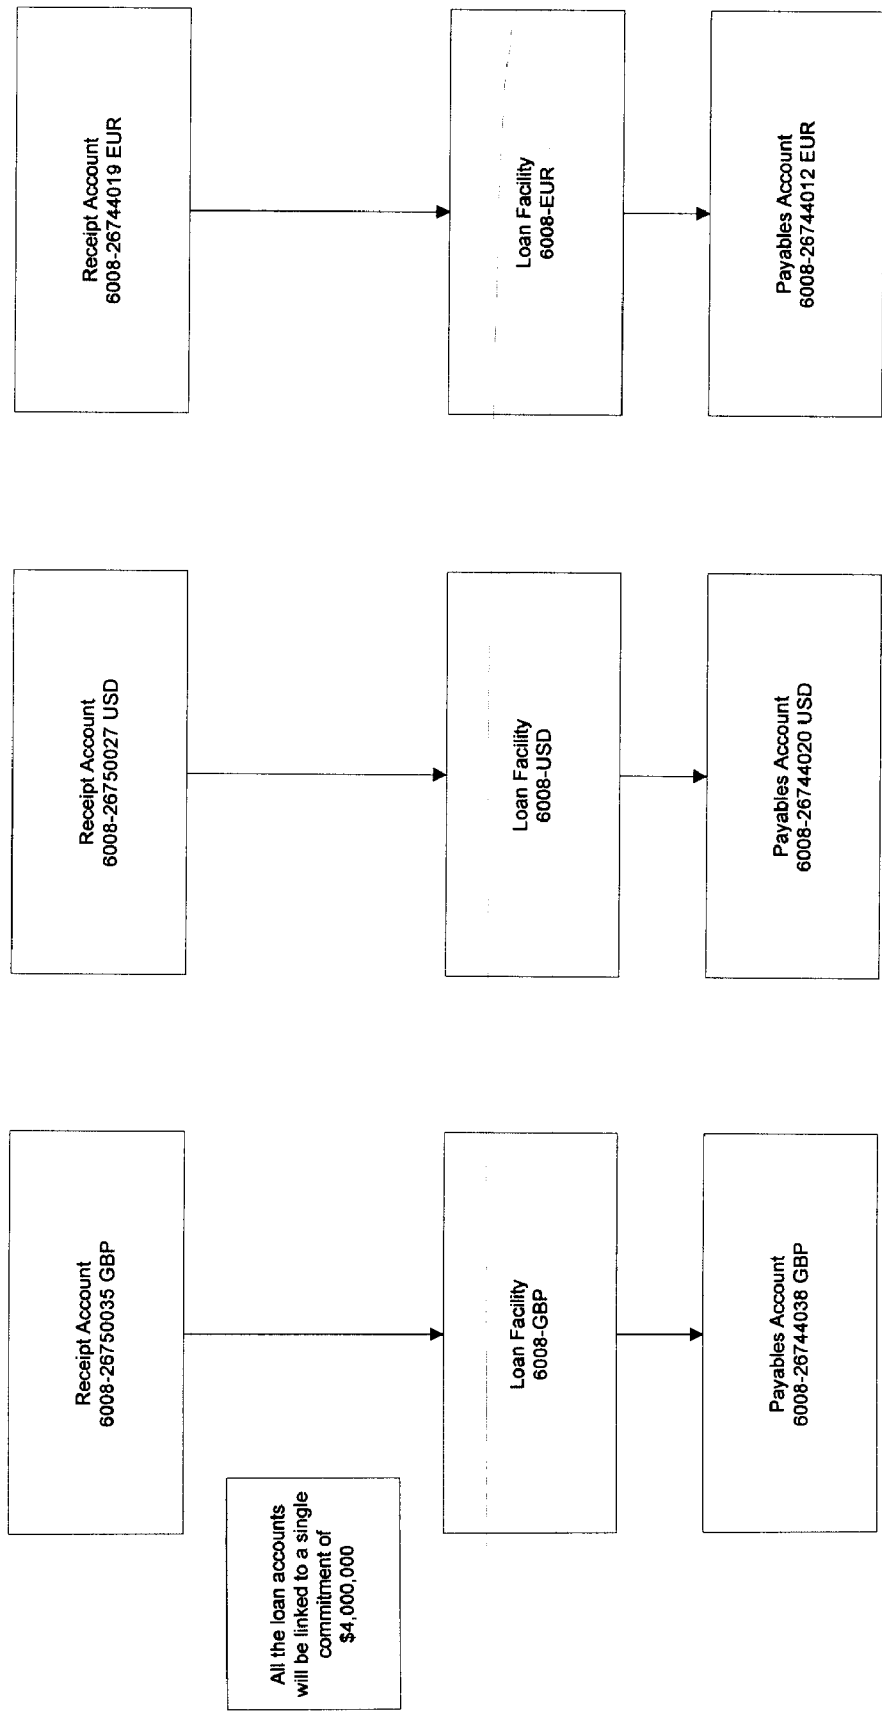 Receipt Account
6008-26750035 GBP
Receipt Account
6008-26750027 USD
Receipt Account
6008-26744019 EUR
All the loan accounts
will be linked to a single
commitment of
$4,000,000
Loan Facility
6008-GBP
Loan Facility
6008-USD
Loan Facility
6008-EUR
Payables Account
6008-26744038 GBP
Payables Account
6008-26744020 USD
Payables Account
6008-26744012 EUR